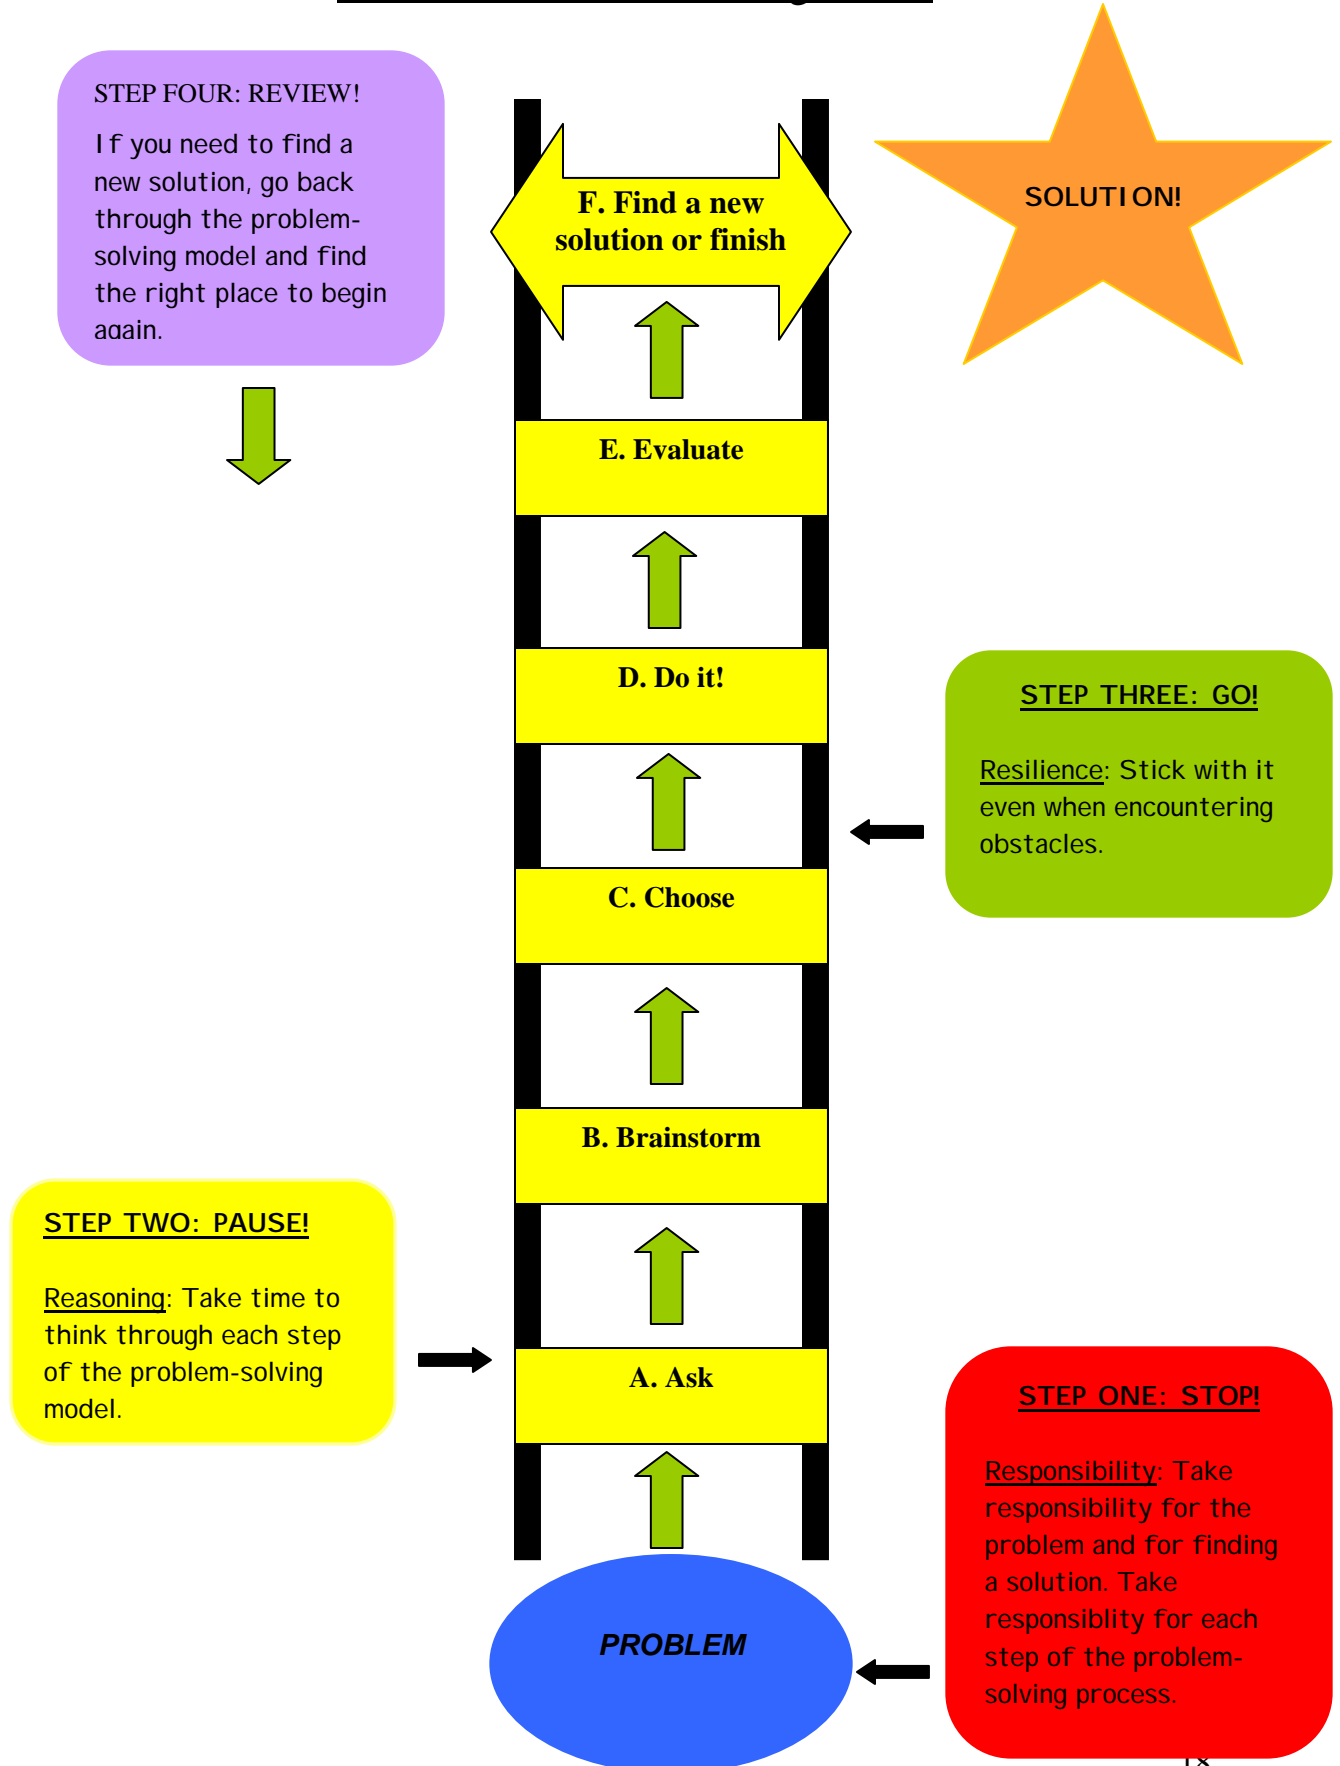 STEP FOUR: REVIEW!
If you need to find a
new solution, go back
through the problem-
solving model and find
the right place to begin
again.
SOLUTION!
F. Find a new
solution or finish
E. Evaluate
D. Do it!
STEP THREE: GO!
Resilience: Stick with it
even when encountering
obstacles.
C. Choose
B. Brainstorm
STEP TWO: PAUSE!
Reasoning: Take time to
think through each step
of the problem-solving
model.
A. Ask
STEP ONE: STOP!
Responsibility: Take
responsibility for the
problem and for finding
a solution. Take
responsiblity for each
step of the problem-
solving process.
PROBLEM